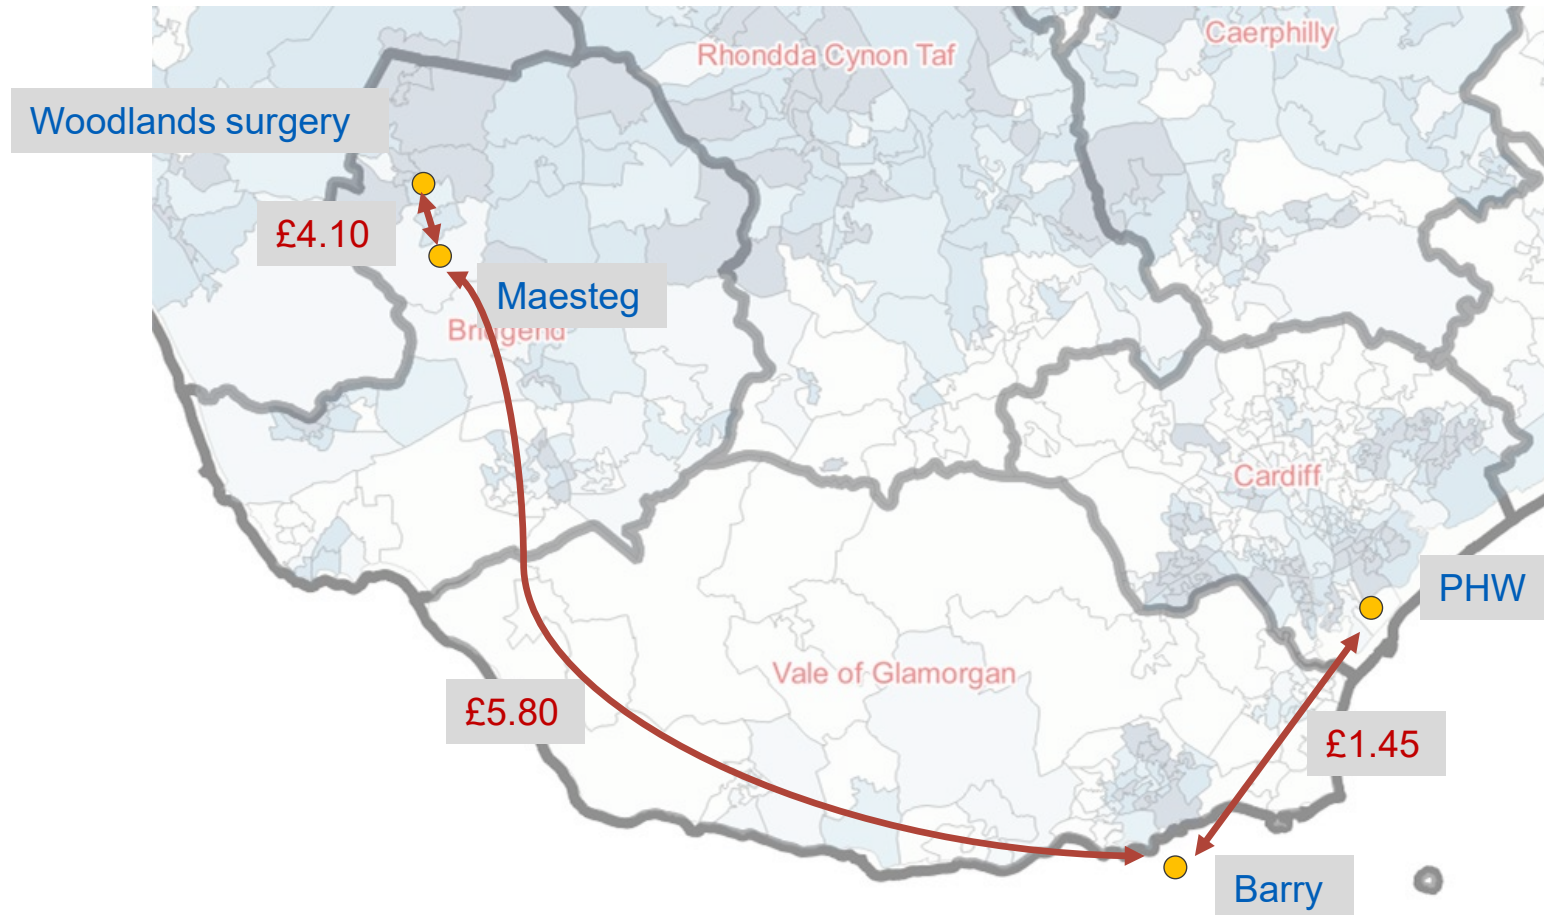 Caerphilly
Rhondda Cynon Taf
Woodlands surgery
£4.10
Maesteg
Bridgend
Cardiff
PHW
Vale of Glamorgan
£5.80
£1.45
Barry